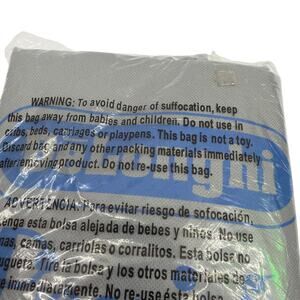 WARNING: To avoid danger of suffocation, keep
this bag away from babies and children. Do not use in
cribs, beds, carriages or playpens. This bag is not a toy.
Discard bag and any other packing materials immediately
after removing product. Do not re-use this bag.
ADVERTENCIA: Para evitar riesgo de sofocación,
enga esta bolsa alejada de bebes y niños. No use
nas, camas, carriolas o corralitos. Esta bolsa no
ugueta. Tire la bolsa y los otros materiales de
No re-use ésta bolsa